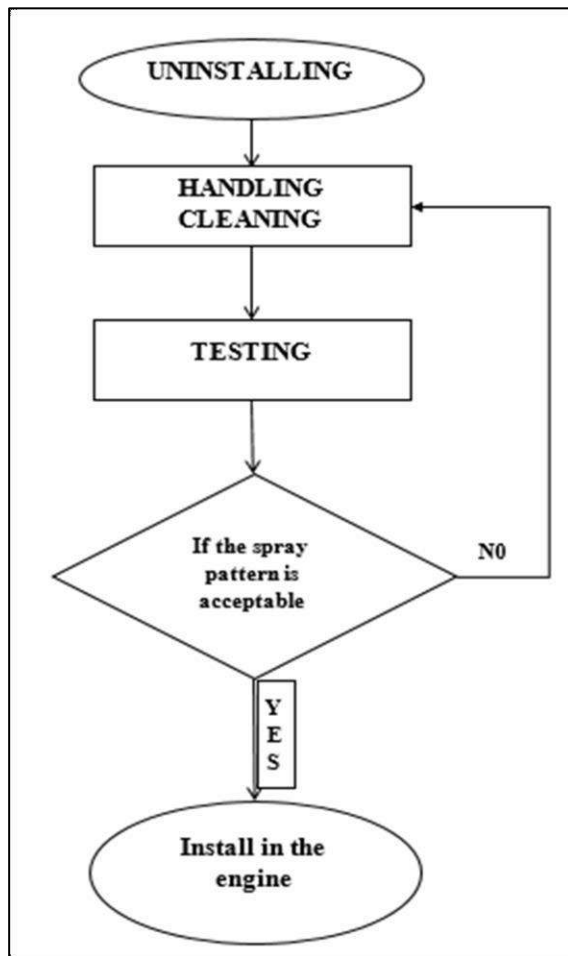 UNINSTALLING
HANDLING
CLEANING
TESTING
If the spray
pattern is
acceptable
N0
Y
E
S
Install in the
engine